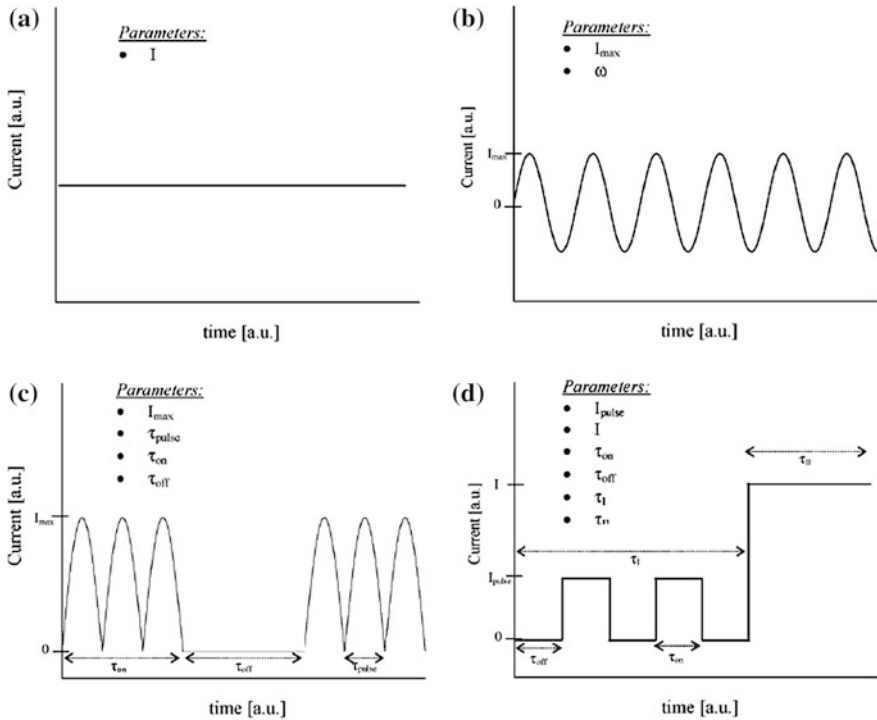 (a)
Parameters:
• I
Current [a.u.]
time [a.u.]
(b)
Parameters:
• Imax
• ω
Current [a.u.]
Imax
0
time [a.u.]
(c)
Parameters:
• Imax
• τpulse
• τon
• τoff
Current [a.u.]
Imax
0
τon
τoff
τpulse
time [a.u.]
(d)
Parameters:
• Ipulse
• I
• τon
• τoff
• τI
• τII
Current [a.u.]
I
τII
τI
Ipulse
0
τoff
τon
time [a.u.]